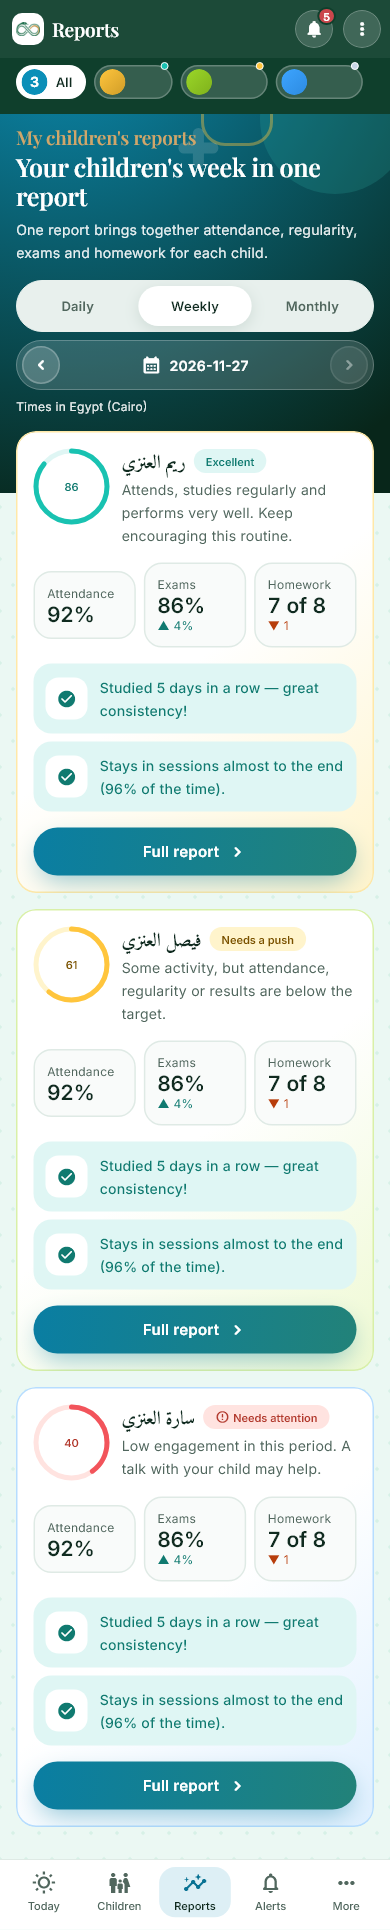 Reports
5
3 All
My children's reports
Your children's week in one
report
One report brings together attendance, regularity,
exams and homework for each child.
Daily Weekly Monthly
2026-11-27
Times in Egypt (Cairo)
86
ريم العنزي Excellent
Attends, studies regularly and
performs very well. Keep
encouraging this routine.
Attendance
92%
Exams
86%
▲ 4%
Homework
7 of 8
▼ 1
Studied 5 days in a row — great
consistency!
Stays in sessions almost to the end
(96% of the time).
Full report
61
فيصل العنزي Needs a push
Some activity, but attendance,
regularity or results are below the
target.
Attendance
92%
Exams
86%
▲ 4%
Homework
7 of 8
▼ 1
Studied 5 days in a row — great
consistency!
Stays in sessions almost to the end
(96% of the time).
Full report
40
سارة العنزي Needs attention
Low engagement in this period. A
talk with your child may help.
Attendance
92%
Exams
86%
▲ 4%
Homework
7 of 8
▼ 1
Studied 5 days in a row — great
consistency!
Stays in sessions almost to the end
(96% of the time).
Full report
Today Children Reports Alerts More